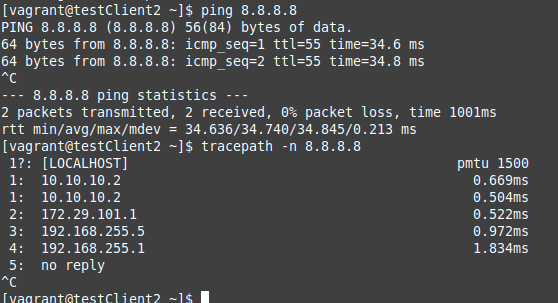 [vagrant@testClient2 ~]$ ping 8.8.8.8
PING 8.8.8.8 (8.8.8.8) 56(84) bytes of data.
64 bytes from 8.8.8.8: icmp_seq=1 ttl=55 time=34.6 ms
64 bytes from 8.8.8.8: icmp_seq=2 ttl=55 time=34.8 ms
^C
--- 8.8.8.8 ping statistics ---
2 packets transmitted, 2 received, 0% packet loss, time 1001ms
rtt min/avg/max/mdev = 34.636/34.740/34.845/0.213 ms
[vagrant@testClient2 ~]$ tracepath -n 8.8.8.8
 1?: [LOCALHOST]                                         pmtu 1500
 1:  10.10.10.2                                            0.669ms
 1:  10.10.10.2                                            0.504ms
 2:  172.29.101.1                                          0.522ms
 3:  192.168.255.5                                         0.972ms
 4:  192.168.255.1                                         1.834ms
 5:  no reply
^C
[vagrant@testClient2 ~]$